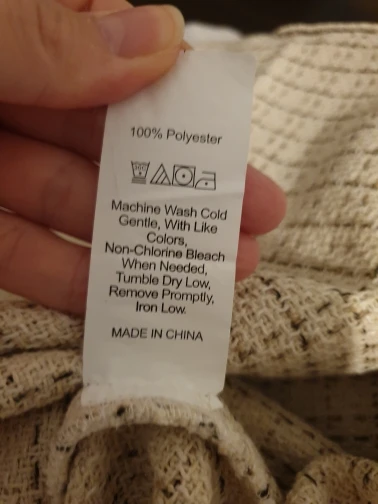 100% Polyester
Machine Wash Cold
Gentle, With Like
Colors,
Non-Chlorine Bleach
When Needed,
Tumble Dry Low,
Remove Promptly,
Iron Low.
MADE IN CHINA